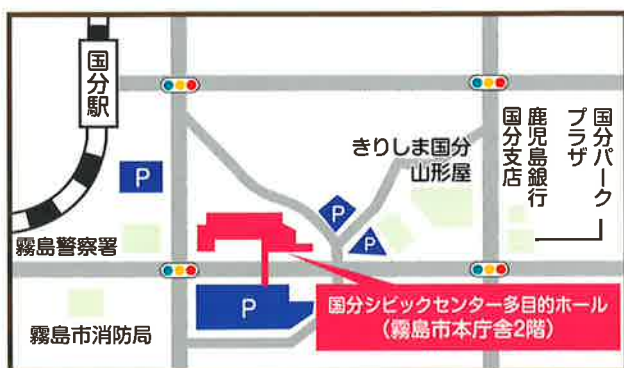 国分駅
P
霧島警察署
霧島市消防局
きりしま国分
山形屋
P
P
P
鹿児島銀行
国分支店
国分パーク
プラザ
国分シビックセンター多目的ホール
(霧島市本庁舎2階)